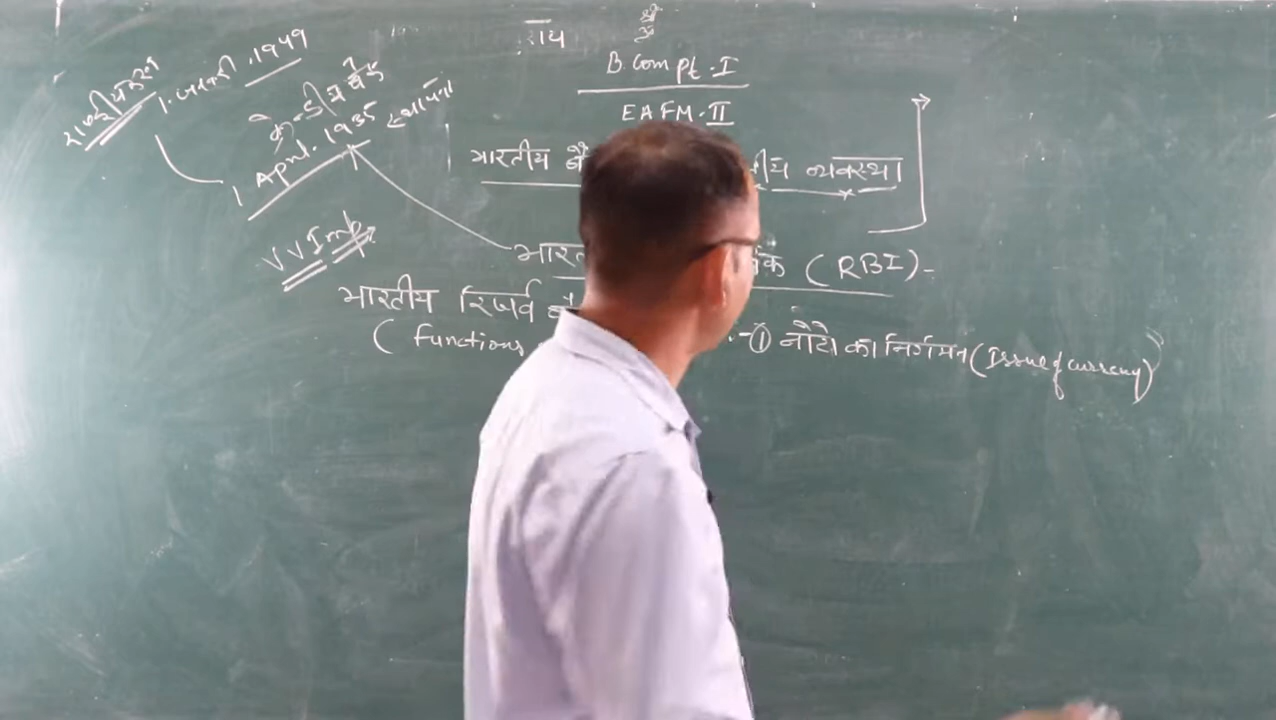 श्री
ॐ
B.Com pt. I
EAFM. II
राष्ट्रीयकरण 1. जनवरी. 1949
केन्द्रीय बैंक
1 April. 1935 स्थापना
भारतीय व्यवस्था
V V Imp
(RBI)-
भारतीय रिजर्व
( functions :-① नोटो का निर्गमन (Issue of currency)